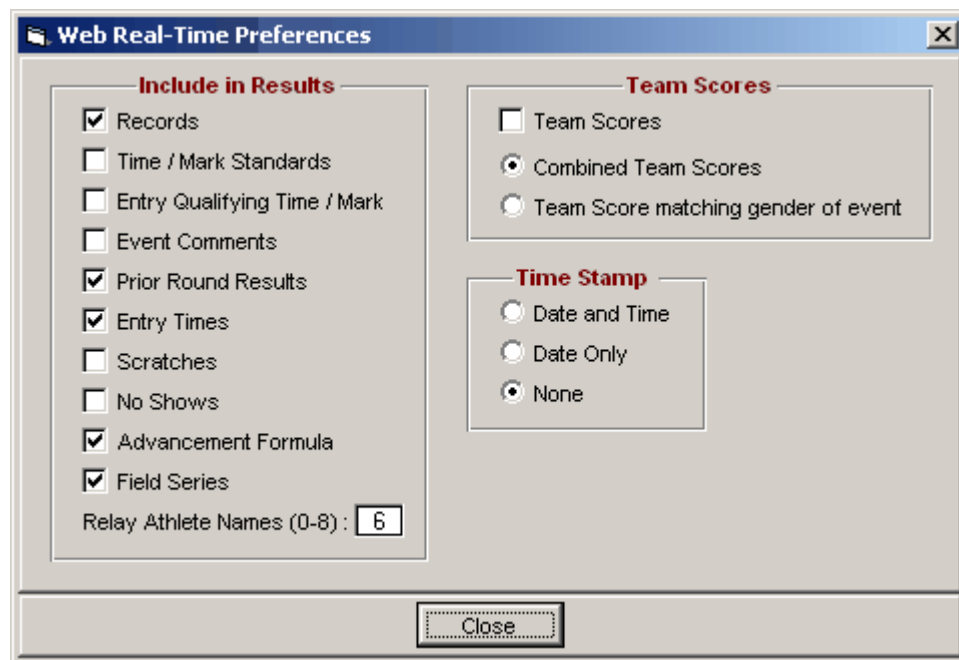 Web Real-Time Preferences
Include in Results
Records
Time / Mark Standards
Entry Qualifying Time / Mark
Event Comments
Prior Round Results
Entry Times
Scratches
No Shows
Advancement Formula
Field Series
Relay Athlete Names (0-8) : 6
Team Scores
Team Scores
Combined Team Scores
Team Score matching gender of event
Time Stamp
Date and Time
Date Only
None
Close